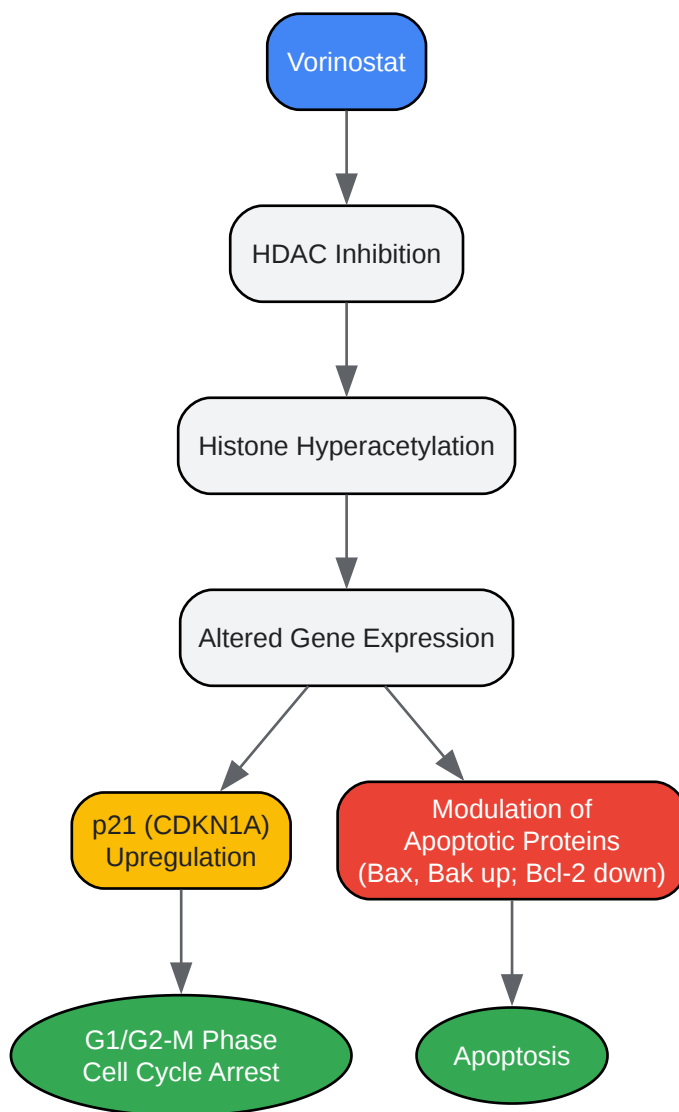 Vorinostat
HDAC Inhibition
Histone Hyperacetylation
Altered Gene Expression
p21 (CDKN1A)
Upregulation
Modulation of
Apoptotic Proteins
(Bax, Bak up; Bcl-2 down)
G1/G2-M Phase
Cell Cycle Arrest
Apoptosis